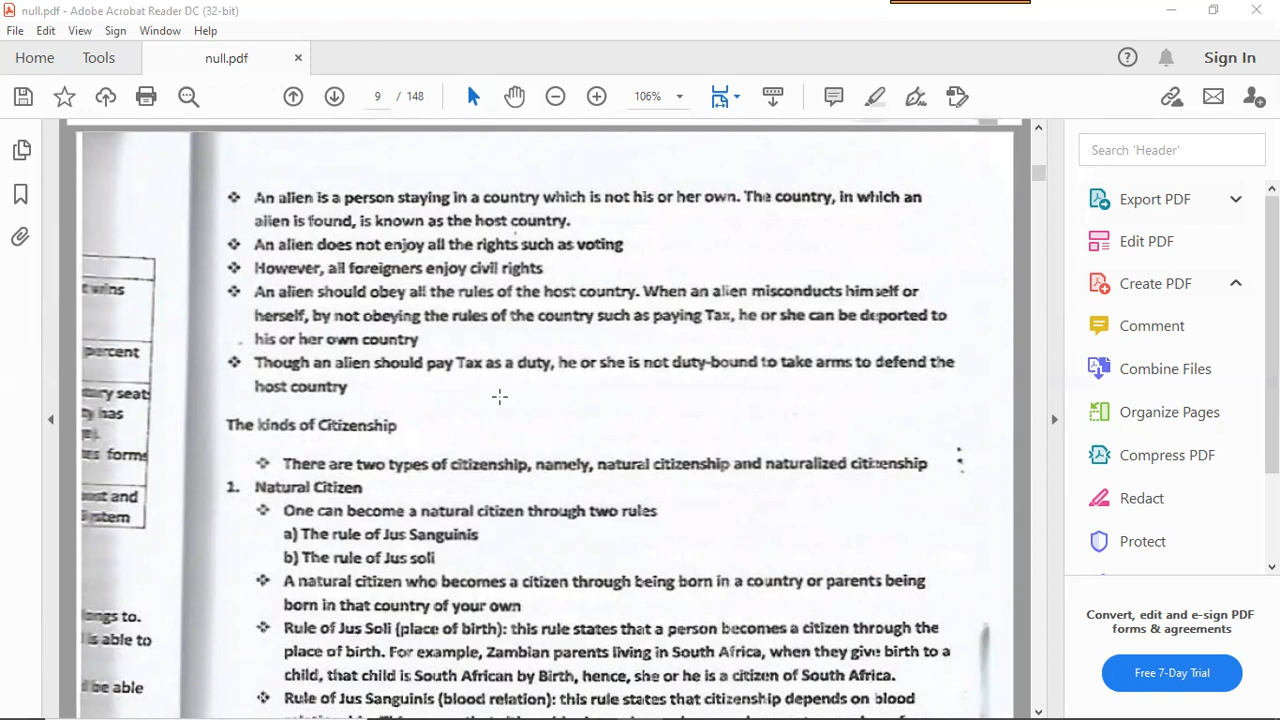 null.pdf - Adobe Acrobat Reader DC (32-bit)
File Edit View Sign Window Help
Home Tools null.pdf × Sign In
9 / 148 106%
Search 'Header'
❖ An alien is a person staying in a country which is not his or her own. The country, in which an
alien is found, is known as the host country.
❖ An alien does not enjoy all the rights such as voting
❖ However, all foreigners enjoy civil rights
❖ An alien should obey all the rules of the host country. When an alien misconducts himself or
herself, by not obeying the rules of the country such as paying Tax, he or she can be deported to
his or her own country
❖ Though an alien should pay Tax as a duty, he or she is not duty-bound to take arms to defend the
host country
The kinds of Citizenship
❖ There are two types of citizenship, namely, natural citizenship and naturalized citizenship
1. Natural Citizen
❖ One can become a natural citizen through two rules
a) The rule of Jus Sanguinis
b) The rule of Jus soli
❖ A natural citizen who becomes a citizen through being born in a country or parents being
born in that country of your own
❖ Rule of Jus Soli (place of birth): this rule states that a person becomes a citizen through the
place of birth. For example, Zambian parents living in South Africa, when they give birth to a
child, that child is South African by Birth, hence, she or he is a citizen of South Africa.
❖ Rule of Jus Sanguinis (blood relation): this rule states that citizenship depends on blood
t wins
percent
seat
has
forms
and
longs to.
is able to
l be able
Export PDF
Edit PDF
Create PDF
Comment
Combine Files
Organize Pages
Compress PDF
Redact
Protect
Convert, edit and e-sign PDF
forms & agreements
Free 7-Day Trial